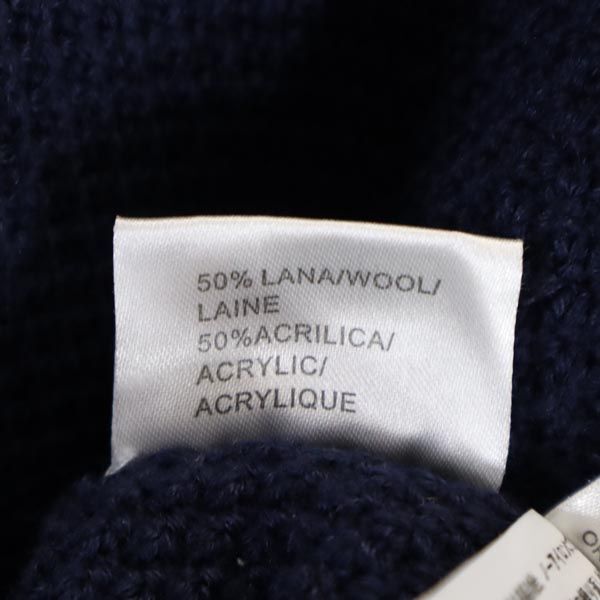 50% LANA/WOOL/
LAINE
50%ACRILICA/
ACRYLIC/
ACRYLIQUE